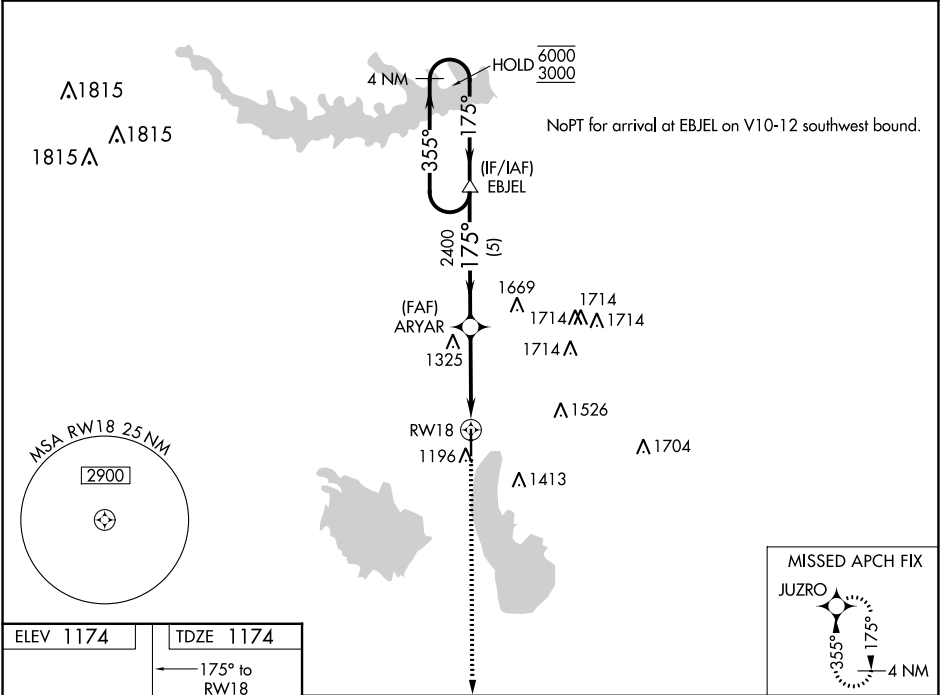 1815
1815
1815
4 NM
HOLD
6000
3000
175°
355°
NoPT for arrival at EBJEL on V10-12 southwest bound.
(IF/IAF)
EBJEL
2400
175°
(5)
(FAF)
ARYAR
1669
1714
1714
1714
1714
1325
1526
RW18
1196
1704
1413
MSA RW18 25 NM
2900
MISSED APCH FIX
JUZRO
355°
175°
4 NM
ELEV 1174
TDZE 1174
175° to
RW18